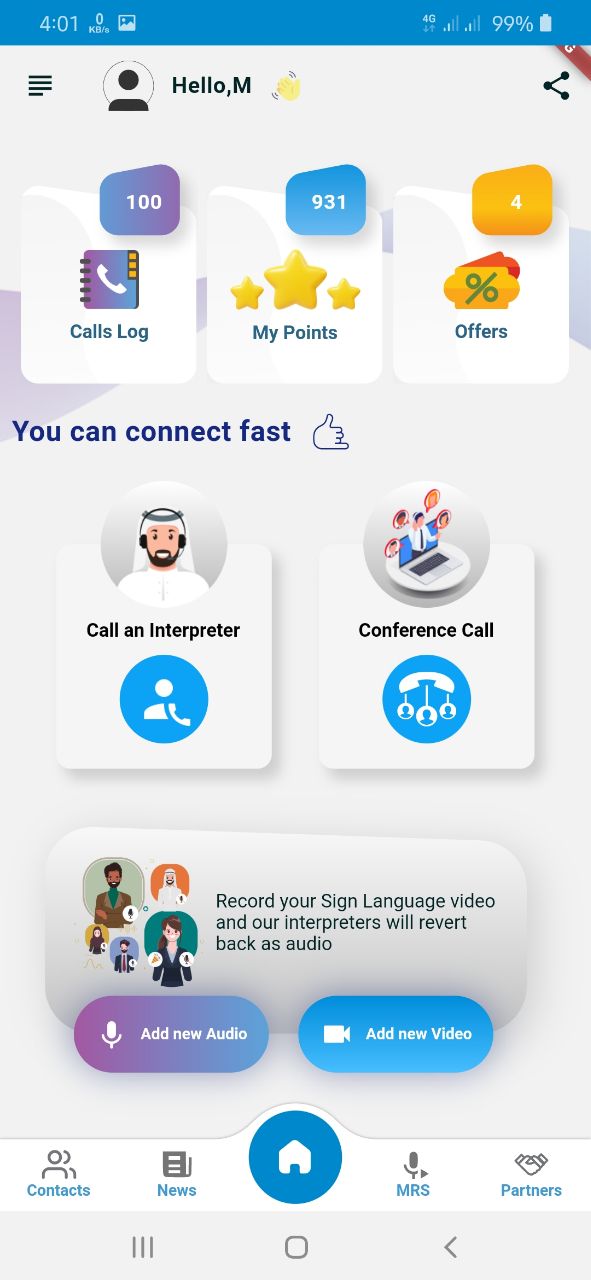 4:01 0 KB/s 4G 99%
Hello,M
100
931
4
Calls Log
My Points
Offers
You can connect fast
Call an Interpreter
Conference Call
Record your Sign Language video
and our interpreters will revert
back as audio
Add new Audio
Add new Video
Contacts
News
MRS
Partners